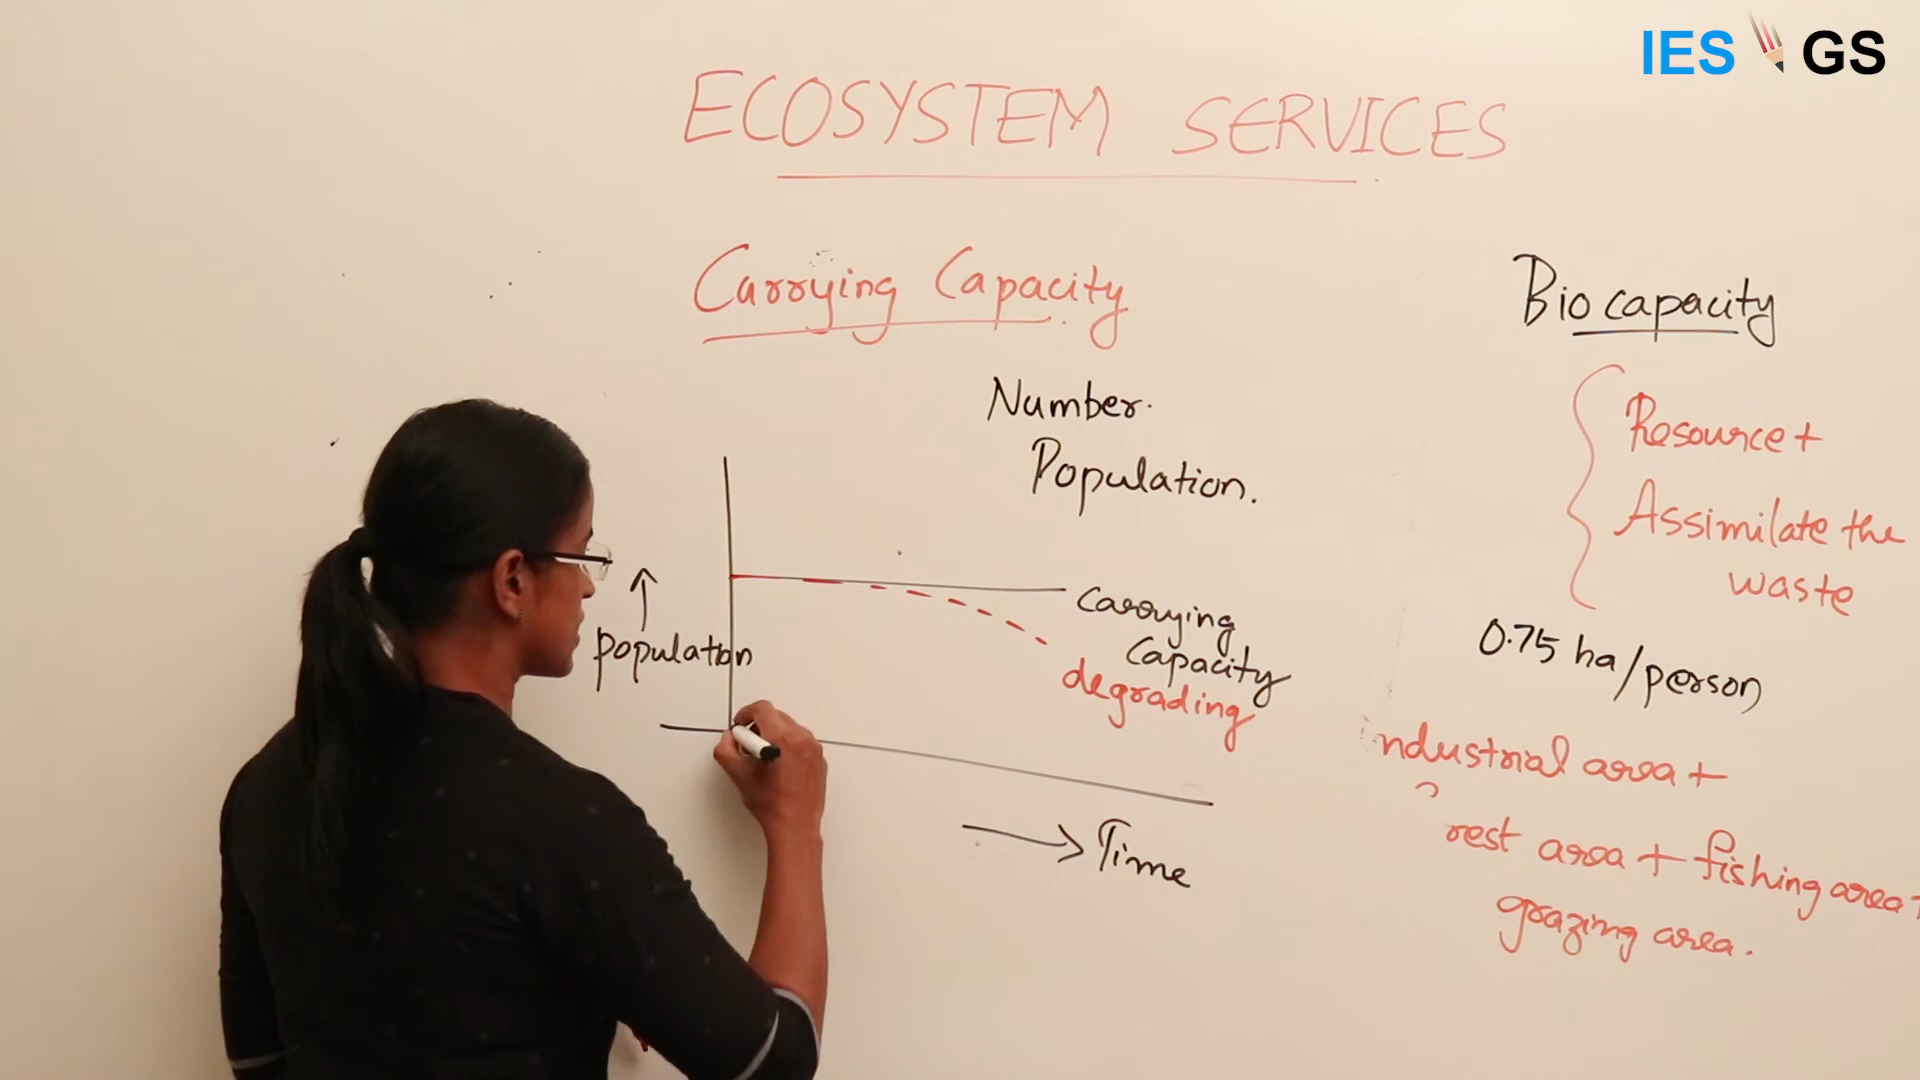 IES GS
ECOSYSTEM SERVICES
Carrying Capacity
Number.
Population.
population
Carrying
Capacity
degrading
Time
Bio capacity
Resource +
Assimilate the
waste
0.75 ha/person
industrial area +
rest area + fishing area +
grazing area.